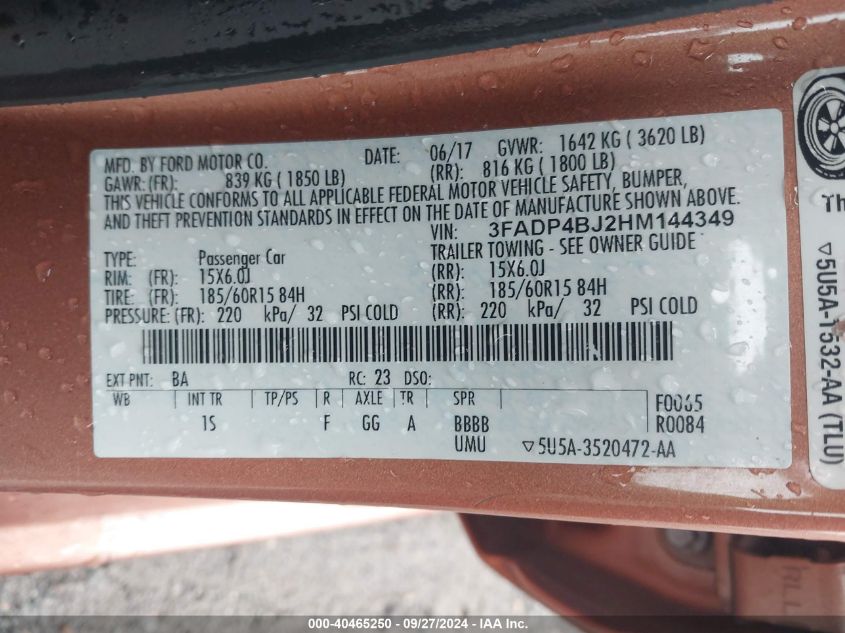 MFD. BY FORD MOTOR CO.
DATE: 06/17 GVWR: 1642 KG ( 3620 LB)
GAWR: (FR): 839 KG ( 1850 LB) (RR): 816 KG ( 1800 LB)
THIS VEHICLE CONFORMS TO ALL APPLICABLE FEDERAL MOTOR VEHICLE SAFETY, BUMPER,
AND THEFT PREVENTION STANDARDS IN EFFECT ON THE DATE OF MANUFACTURE SHOWN ABOVE.
VIN: 3FADP4BJ2HM144349
TYPE: Passenger Car TRAILER TOWING - SEE OWNER GUIDE
RIM: (FR): 15X6.0J (RR): 15X6.0J
TIRE: (FR): 185/60R15 84H (RR): 185/60R15 84H
PRESSURE: (FR): 220 kPa/ 32 PSI COLD (RR): 220 kPa/ 32 PSI COLD
EXT PNT: BA RC: 23 DSO:
WB INT TR TP/PS R AXLE TR SPR F0065
1S F GG A BBBB R0084
UMU ▽5U5A-3520472-AA
Th
▽5U5A-1532-AA (TLU)
000-40465250 | 09/27/2024 | IAA Inc.